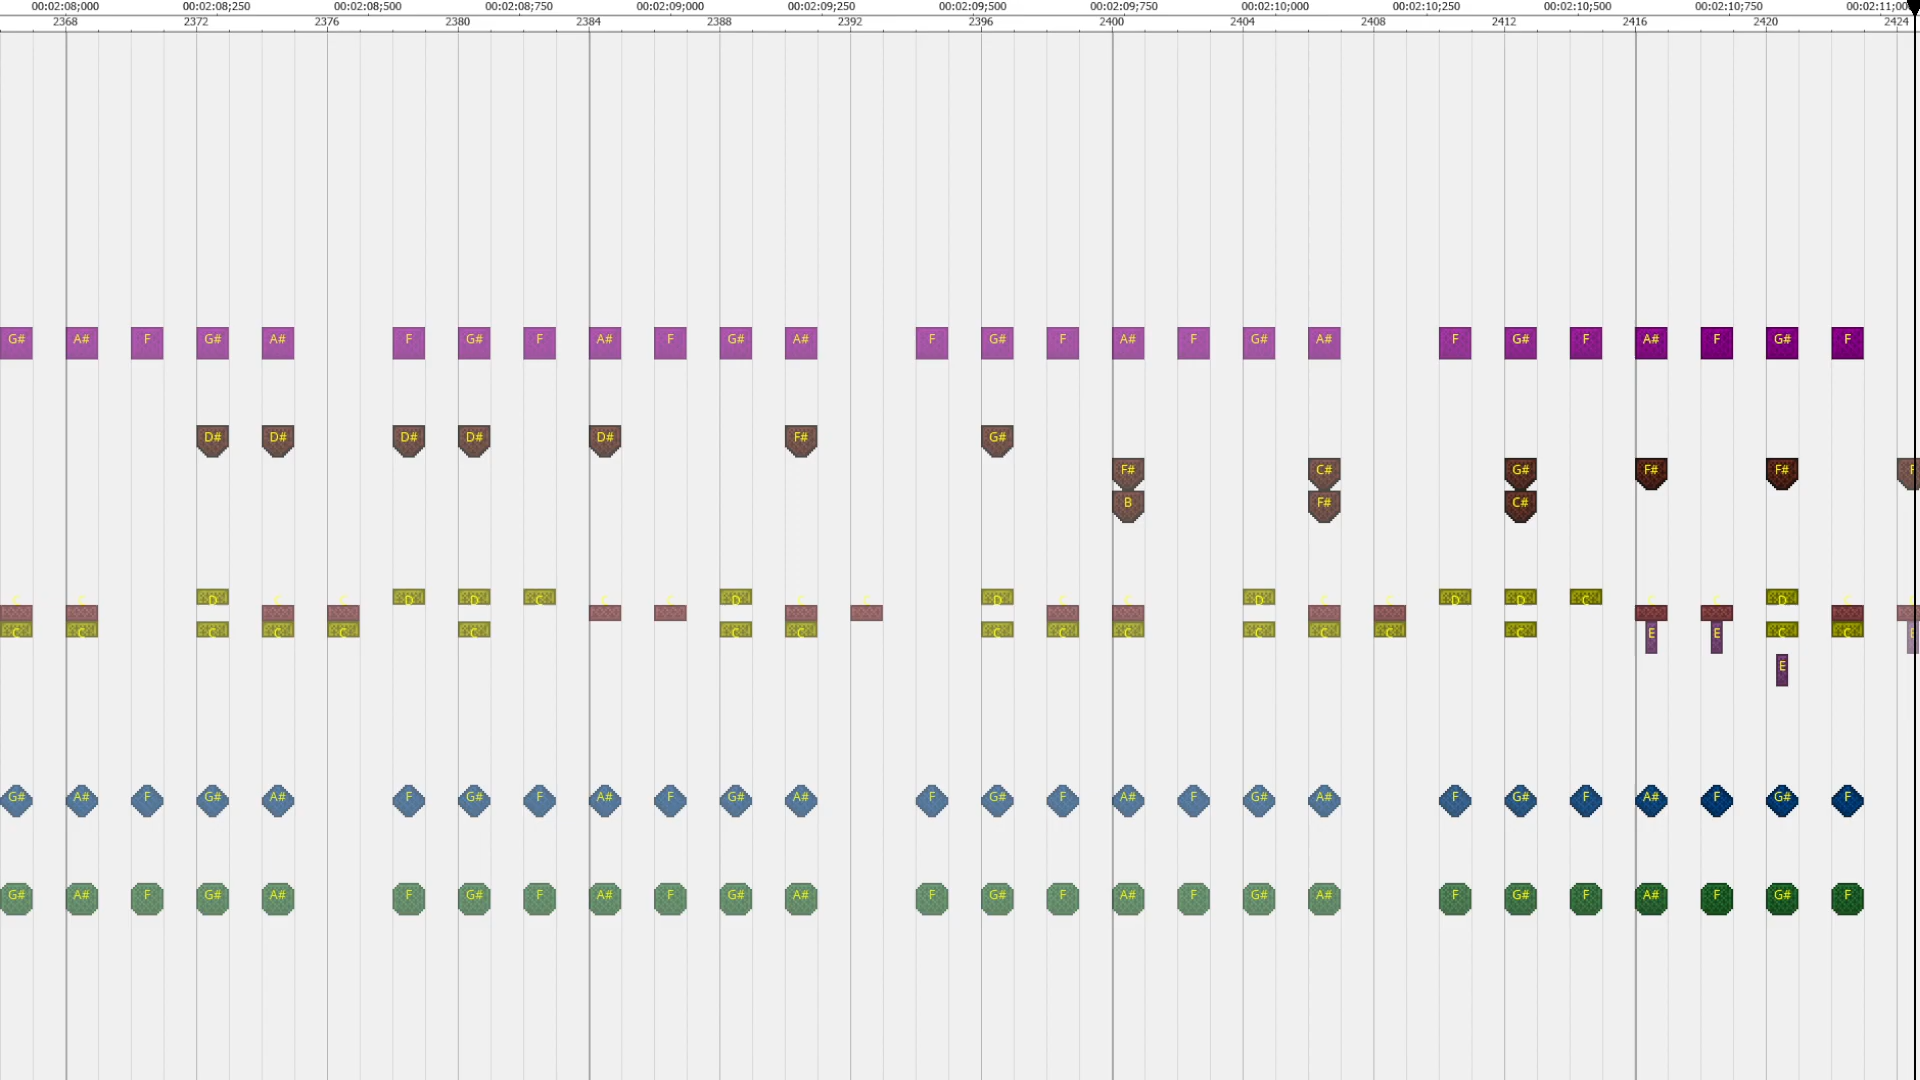 00:02:08;000 00:02:08;250 00:02:08;500 00:02:08;750 00:02:09;000 00:02:09;250 00:02:09;500 00:02:09;750 00:02:10;000 00:02:10;250 00:02:10;500 00:02:10;750 00:02:11;00
2368 2372 2376 2380 2384 2388 2392 2396 2400 2404 2408 2412 2416 2420 2424
G# A# F G# A# F G# F A# F G# A# F G# F A# F G# A# F G# F A# F G# F
D# D# D# D# D# F# G#
F# C# G# F# F#
B F# C#
C C D C C D D C C C D C C D C C D C C D D C C C D C
C C C C C C C C C C C C C C C C C
E E
E
G# A# F G# A# F G# F A# F G# A# F G# F A# F G# A# F G# F A# F G# F
G# A# F G# A# F G# F A# F G# A# F G# F A# F G# A# F G# F A# F G# F